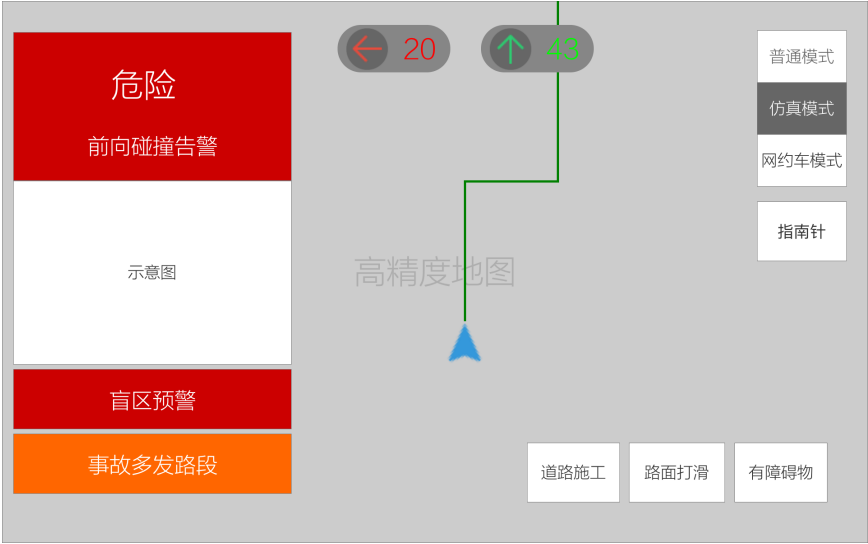 危险
前向碰撞告警
示意图
盲区预警
事故多发路段
20
43
高精度地图
普通模式
仿真模式
网约车模式
指南针
道路施工
路面打滑
有障碍物